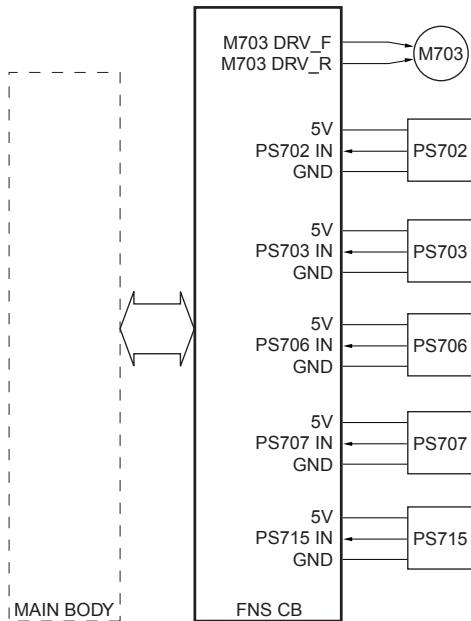 M703 DRV_F
M703 DRV_R
M703
5V
PS702 IN
GND
PS702
5V
PS703 IN
GND
PS703
5V
PS706 IN
GND
PS706
5V
PS707 IN
GND
PS707
5V
PS715 IN
GND
PS715
MAIN BODY
FNS CB